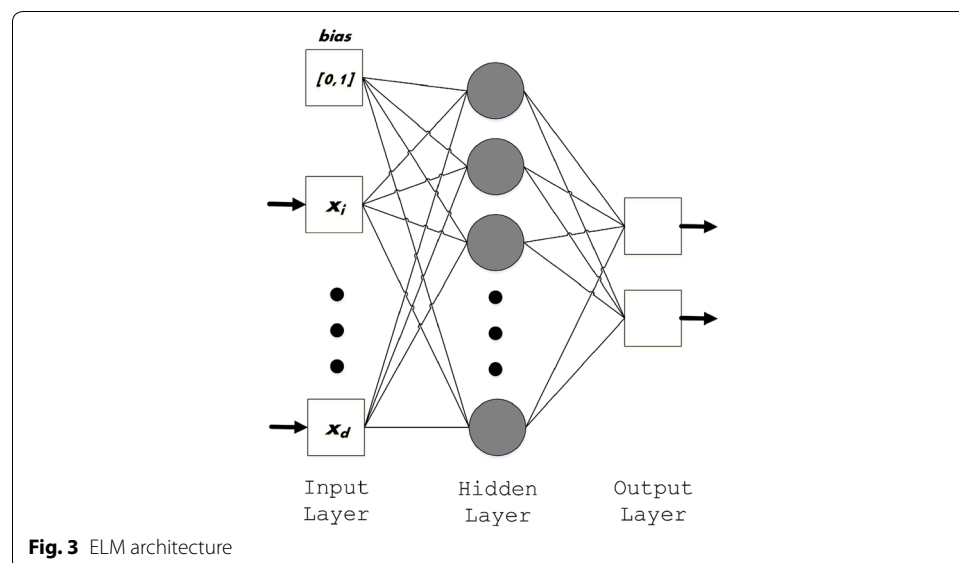 bias
[0,1]
xi
xd
Input Layer
Hidden Layer
Output Layer
Fig. 3 ELM architecture